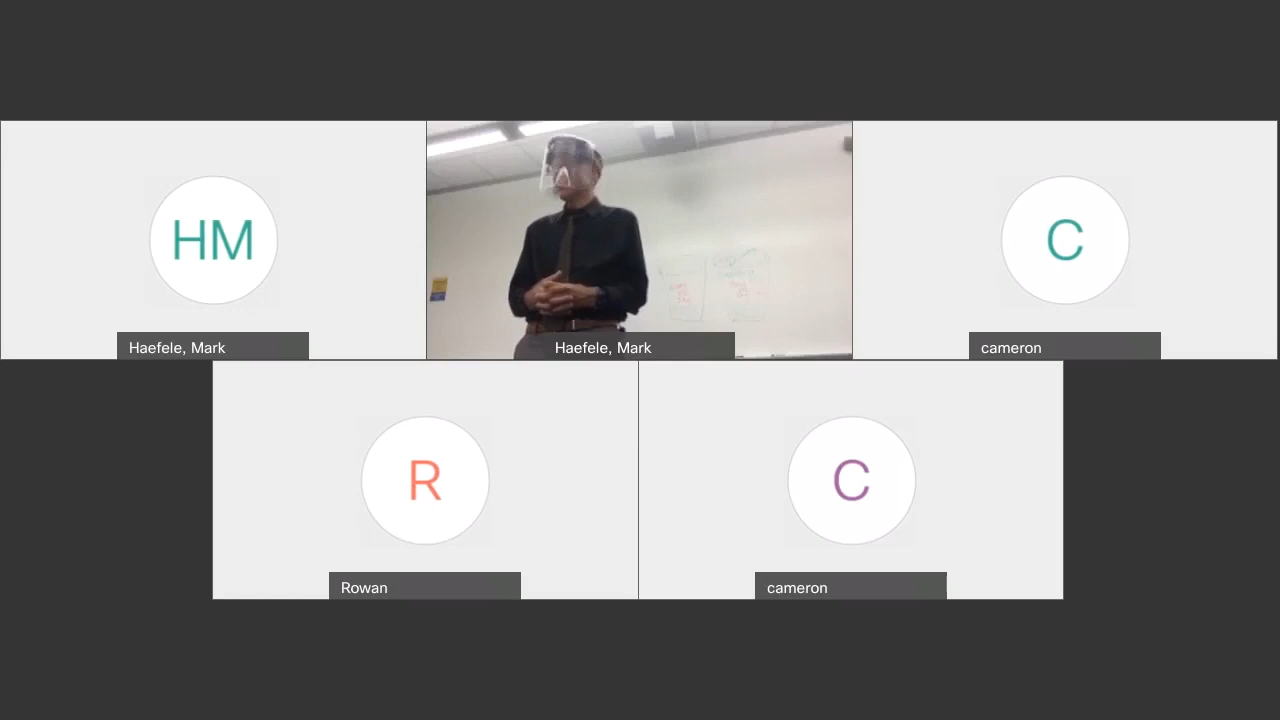 HM
Haefele, Mark
Haefele, Mark
C
cameron
R
Rowan
C
cameron